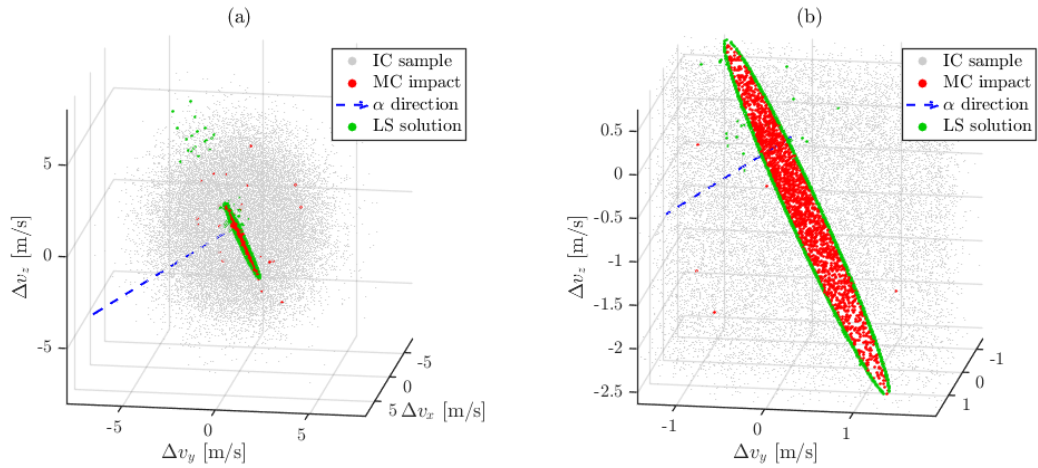 (a)
IC sample
MC impact
α direction
LS solution
5
0
-5
Δv_z [m/s]
-5
0
5
Δv_y [m/s]
-5
0
5
Δv_x [m/s]
(b)
IC sample
MC impact
α direction
LS solution
0.5
0
-0.5
-1
-1.5
-2
-2.5
Δv_z [m/s]
-1
0
1
Δv_y [m/s]
-1
0
1